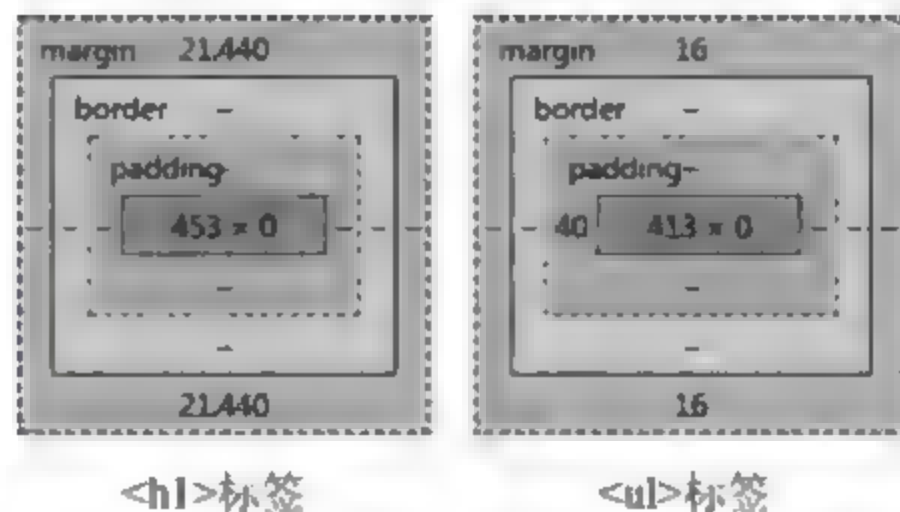 margin 21.440
border -
padding-
- - - 453 × 0 - - -
-
-
21.440
<h1>标签
margin 16
border -
padding-
- - 40 413 × 0 - - -
-
-
16
<ul>标签